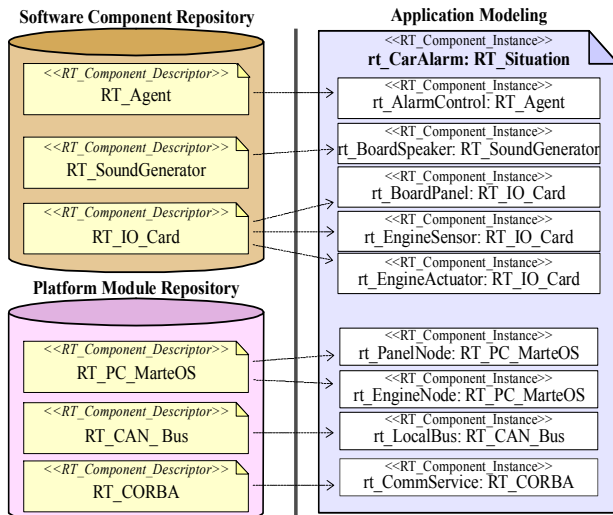 Software Component Repository
<<RT_Component_Descriptor>>
RT_Agent
<<RT_Component_Descriptor>>
RT_SoundGenerator
<<RT_Component_Descriptor>>
RT_IO_Card
Platform Module Repository
<<RT_Component_Descriptor>>
RT_PC_MarteOS
<<RT_Component_Descriptor>>
RT_CAN_ Bus
<<RT_Component_Descriptor>>
RT_CORBA
Application Modeling
<<RT_Component_Instance>>
rt_CarAlarm: RT_Situation
<<RT_Component_Instance>>
rt_AlarmControl: RT_Agent
<<RT_Component_Instance>>
rt_BoardSpeaker: RT_SoundGenerator
<<RT_Component_Instance>>
rt_BoardPanel: RT_IO_Card
<<RT_Component_Instance>>
rt_EngineSensor: RT_IO_Card
<<RT_Component_Instance>>
rt_EngineActuator: RT_IO_Card
<<RT_Component_Instance>>
rt_PanelNode: RT_PC_MarteOS
<<RT_Component_Instance>>
rt_EngineNode: RT_PC_MarteOS
<<RT_Component_Instance>>
rt_LocalBus: RT_CAN_Bus
<<RT_Component_Instance>>
rt_CommService: RT_CORBA